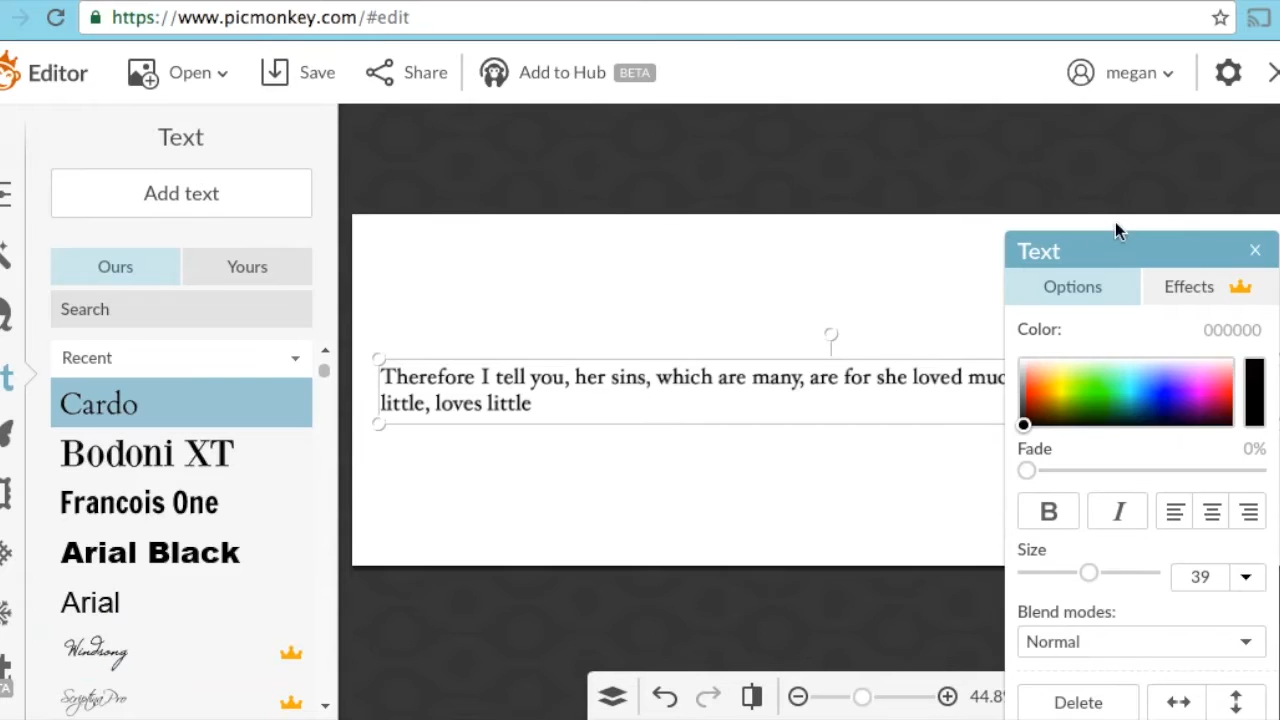 https://www.picmonkey.com/#edit
Editor
Open
Save
Share
Add to Hub BETA
megan
Text
Add text
Ours
Yours
Search
Recent
Cardo
Bodoni XT
Francois One
Arial Black
Arial
Windsong
Scriptina Pro
Therefore I tell you, her sins, which are many, are for she loved muc
little, loves little
Text
Options
Effects
Color:
000000
Fade
0%
B
I
Size
39
Blend modes:
Normal
Delete
44.8